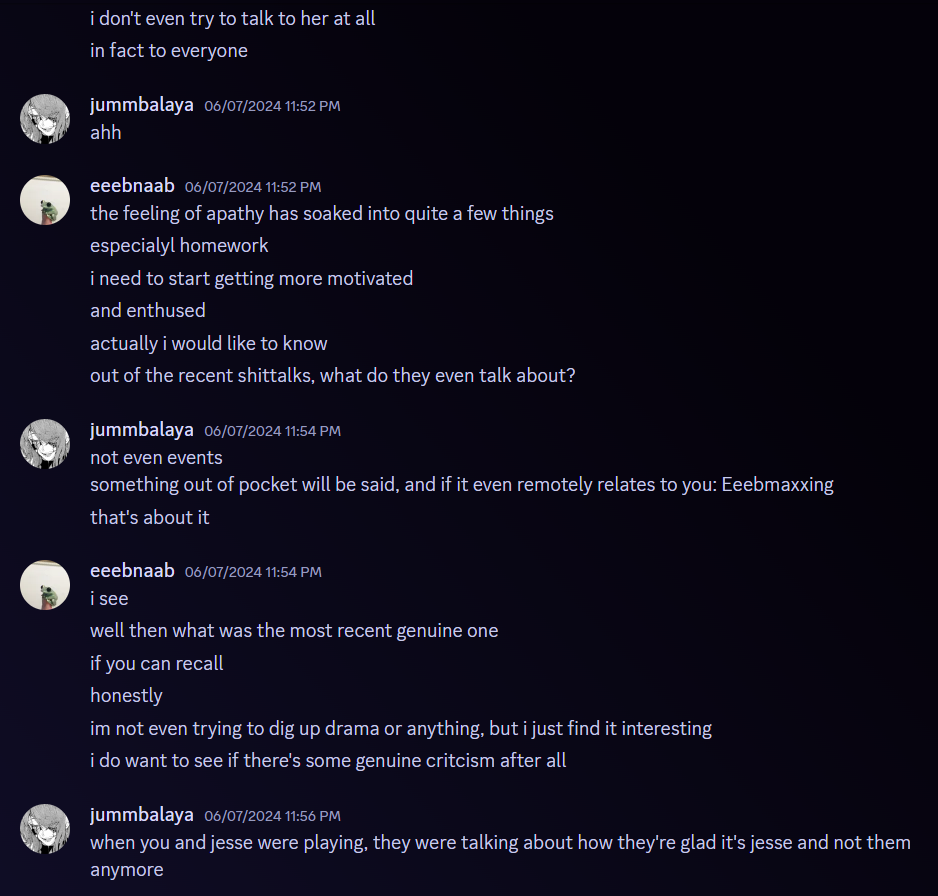 i don't even try to talk to her at all
in fact to everyone
jummbalaya 06/07/2024 11:52 PM
ahh
eeebnaab 06/07/2024 11:52 PM
the feeling of apathy has soaked into quite a few things
especialyl homework
i need to start getting more motivated
and enthused
actually i would like to know
out of the recent shittalks, what do they even talk about?
jummbalaya 06/07/2024 11:54 PM
not even events
something out of pocket will be said, and if it even remotely relates to you: Eeebmaxxing
that's about it
eeebnaab 06/07/2024 11:54 PM
i see
well then what was the most recent genuine one
if you can recall
honestly
im not even trying to dig up drama or anything, but i just find it interesting
i do want to see if there's some genuine critcism after all
jummbalaya 06/07/2024 11:56 PM
when you and jesse were playing, they were talking about how they're glad it's jesse and not them
anymore